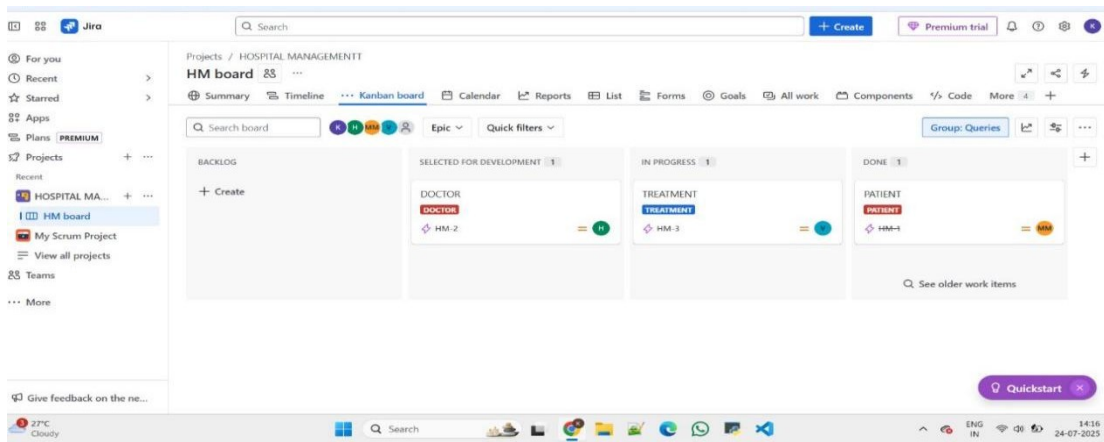 Jira
Search
+ Create
Premium trial
K
For you
Recent
Starred
Apps
Plans PREMIUM
Projects
Recent
HOSPITAL MA...
HM board
My Scrum Project
View all projects
Teams
More
Give feedback on the ne...
Projects / HOSPITAL MANAGEMENTT
HM board
Summary Timeline Kanban board Calendar Reports List Forms Goals All work Components Code More 4 +
Search board K H MM V Epic Quick filters Group: Queries
BACKLOG
+ Create
SELECTED FOR DEVELOPMENT 1
DOCTOR
DOCTOR
HM-2 H
IN PROGRESS 1
TREATMENT
TREATMENT
HM-3 V
DONE 1
PATIENT
PATIENT
HM-1 MM
See older work items
Quickstart
27°C
Cloudy
Search
ENG
IN
14:16
24-07-2025